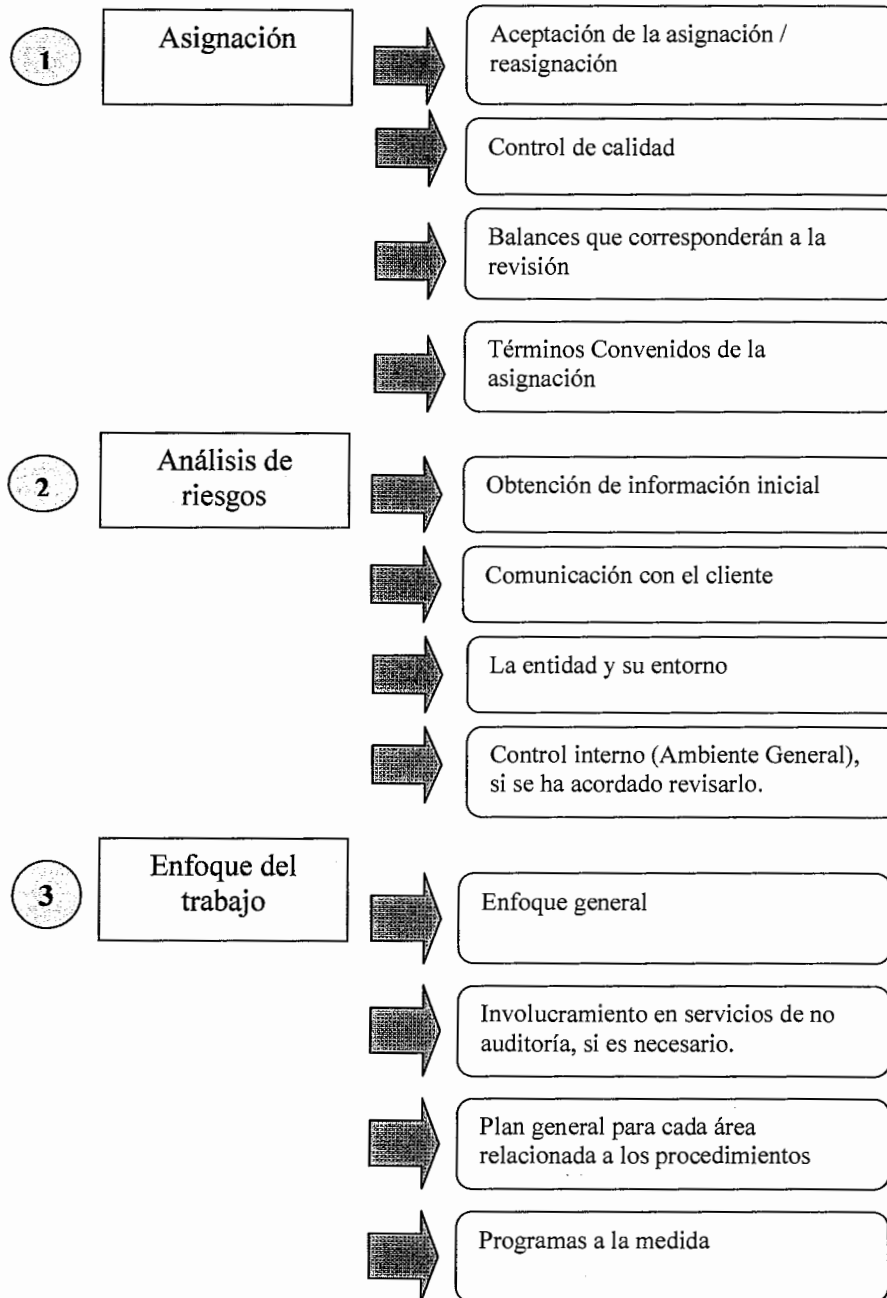 1
Asignación
Aceptación de la asignación /
reasignación
Control de calidad
Balances que corresponderán a la
revisión
Términos Convenidos de la
asignación
2
Análisis de
riesgos
Obtención de información inicial
Comunicación con el cliente
La entidad y su entorno
Control interno (Ambiente General),
si se ha acordado revisarlo.
3
Enfoque del
trabajo
Enfoque general
Involucramiento en servicios de no
auditoría, si es necesario.
Plan general para cada área
relacionada a los procedimientos
Programas a la medida